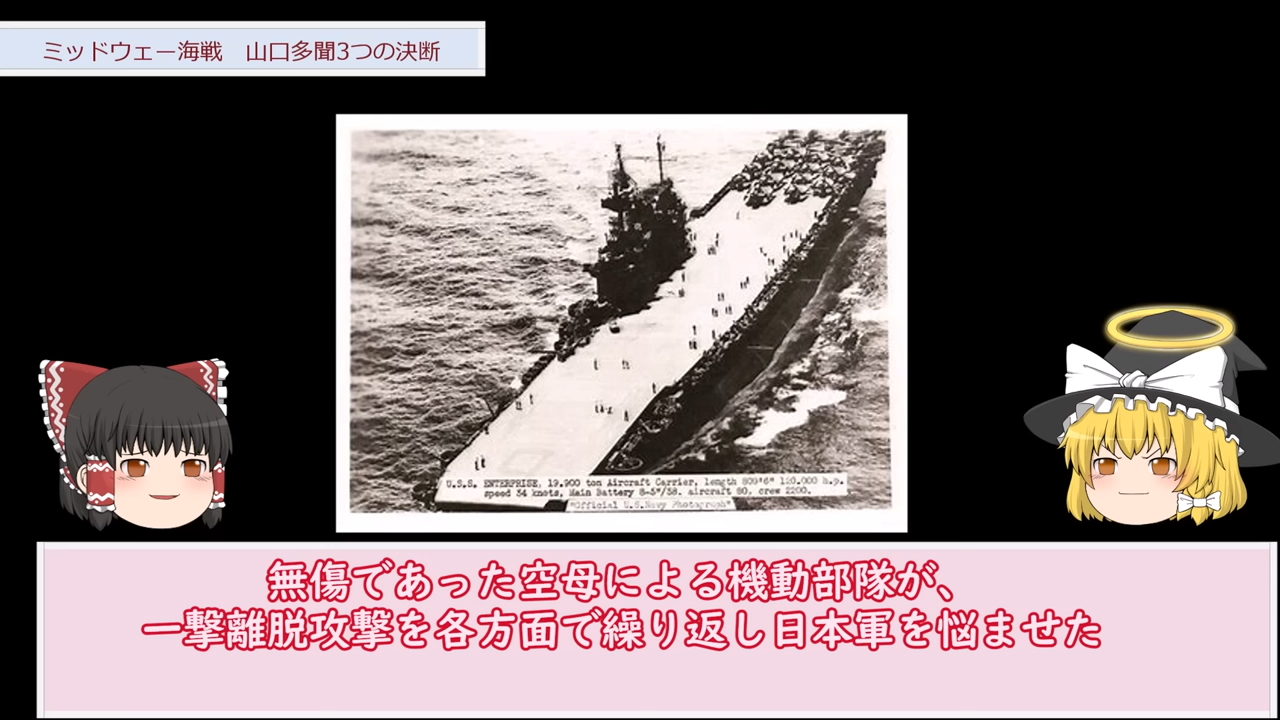 ミッドウェー海戦　山口多聞3つの決断
U.S.S. ENTERPRISE, 19,900 ton Aircraft Carrier, length 809'6" 120,000 h.p.
speed 34 knots, Main Battery 8-5"/38. aircraft 80, crew 2200.
"Official U.S.Navy Photograph"
無傷であった空母による機動部隊が、
一撃離脱攻撃を各方面で繰り返し日本軍を悩ませた